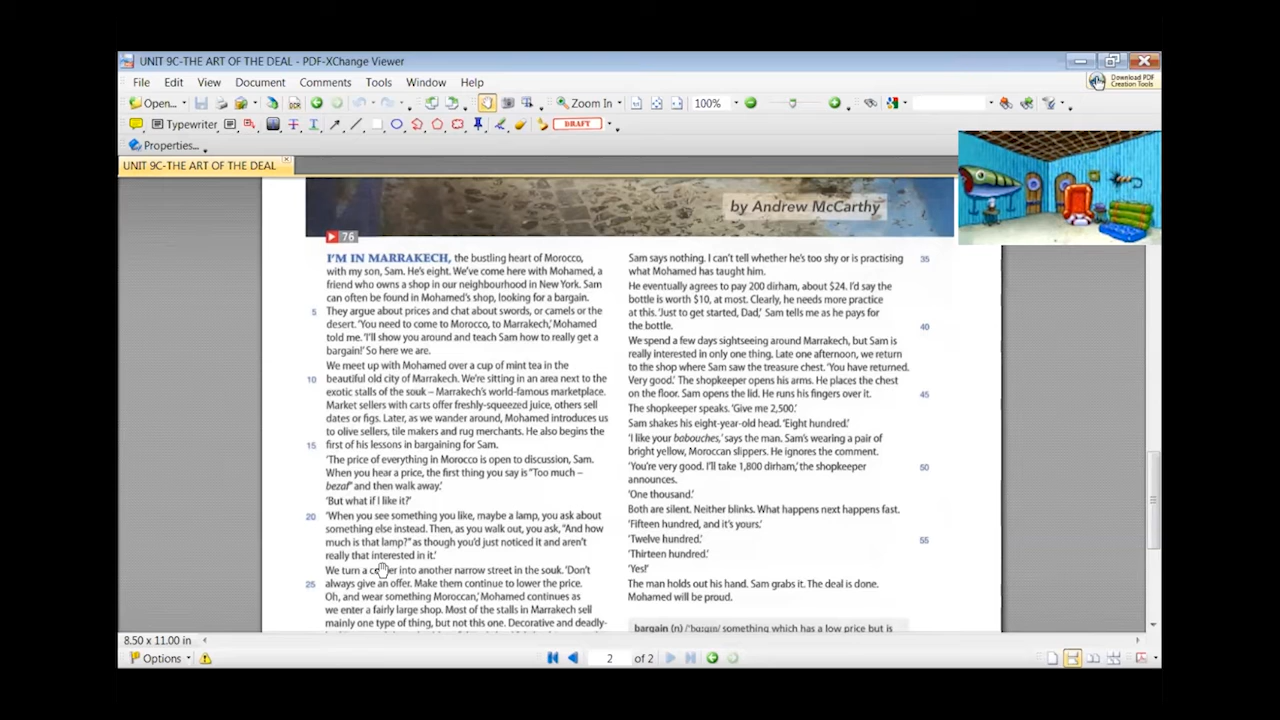 UNIT 9C-THE ART OF THE DEAL - PDF-XChange Viewer
File Edit View Document Comments Tools Window Help
Download PDF
Creation Tools
Open... Zoom In 100%
Typewriter DRAFT
Properties...
UNIT 9C-THE ART OF THE DEAL
by Andrew McCarthy
76
I'M IN MARRAKECH, the bustling heart of Morocco,
with my son, Sam. He's eight. We've come here with Mohamed, a
friend who owns a shop in our neighbourhood in New York. Sam
can often be found in Mohamed's shop, looking for a bargain.
5 They argue about prices and chat about swords, or camels or the
desert. 'You need to come to Morocco, to Marrakech,' Mohamed
told me. 'I'll show you around and teach Sam how to really get a
bargain!' So here we are.
We meet up with Mohamed over a cup of mint tea in the
10 beautiful old city of Marrakech. We're sitting in an area next to the
exotic stalls of the souk – Marrakech's world-famous marketplace.
Market sellers with carts offer freshly-squeezed juice, others sell
dates or figs. Later, as we wander around, Mohamed introduces us
to olive sellers, tile makers and rug merchants. He also begins the
15 first of his lessons in bargaining for Sam.
'The price of everything in Morocco is open to discussion, Sam.
When you hear a price, the first thing you say is "Too much –
bezaf" and then walk away.'
'But what if I like it?'
20 'When you see something you like, maybe a lamp, you ask about
something else instead. Then, as you walk out, you ask, "And how
much is that lamp?" as though you'd just noticed it and aren't
really that interested in it.'
We turn a corner into another narrow street in the souk. 'Don't
25 always give an offer. Make them continue to lower the price.
Oh, and wear something Moroccan,' Mohamed continues as
we enter a fairly large shop. Most of the stalls in Marrakech sell
mainly one type of thing, but not this one. Decorative and deadly-
Sam says nothing. I can't tell whether he's too shy or is practising 35
what Mohamed has taught him.
He eventually agrees to pay 200 dirham, about $24. I'd say the
bottle is worth $10, at most. Clearly, he needs more practice
at this. 'Just to get started, Dad,' Sam tells me as he pays for
the bottle. 40
We spend a few days sightseeing around Marrakech, but Sam is
really interested in only one thing. Late one afternoon, we return
to the shop where Sam saw the treasure chest. 'You have returned.
Very good.' The shopkeeper opens his arms. He places the chest
on the floor. Sam opens the lid. He runs his fingers over it. 45
The shopkeeper speaks. 'Give me 2,500.'
Sam shakes his eight-year-old head. 'Eight hundred.'
'I like your babouches,' says the man. Sam's wearing a pair of
bright yellow, Moroccan slippers. He ignores the comment.
'You're very good. I'll take 1,800 dirham,' the shopkeeper 50
announces.
'One thousand.'
Both are silent. Neither blinks. What happens next happens fast.
'Fifteen hundred, and it's yours.'
'Twelve hundred.' 55
'Thirteen hundred.'
'Yes!'
The man holds out his hand. Sam grabs it. The deal is done.
Mohamed will be proud.
bargain (n) /'bɑːgɪn/ something which has a low price but is
8.50 x 11.00 in
Options 2 of 2